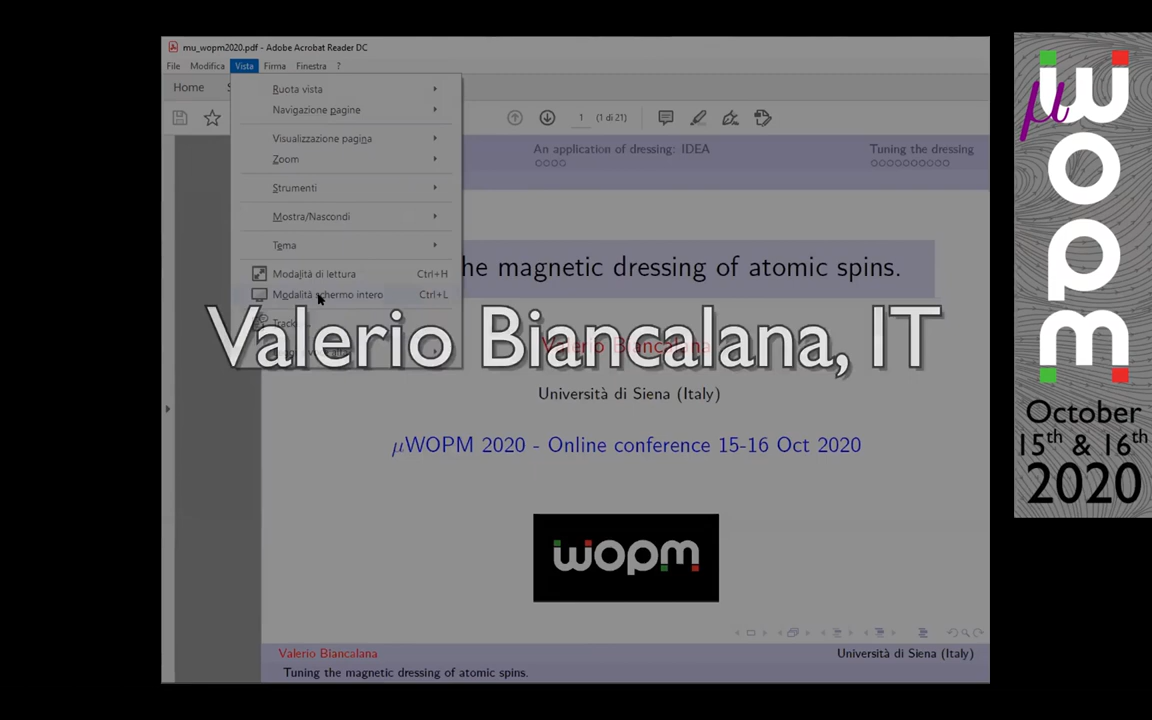 mu_wopm2020.pdf - Adobe Acrobat Reader DC
File Modifica Vista Firma Finestra ?
Home
1 (1 di 21)
Ruota vista
Navigazione pagine
Visualizzazione pagina
Zoom
Strumenti
Mostra/Nascondi
Tema
Modalità di lettura Ctrl+H
Modalità schermo intero Ctrl+L
An application of dressing: IDEA
Tuning the dressing
he magnetic dressing of atomic spins.
Valerio Biancalana, IT
Valerio Biancalana
Università di Siena (Italy)
μWOPM 2020 - Online conference 15-16 Oct 2020
wopm
Valerio Biancalana
Università di Siena (Italy)
Tuning the magnetic dressing of atomic spins.
μ
wopm
October
15th & 16th
2020